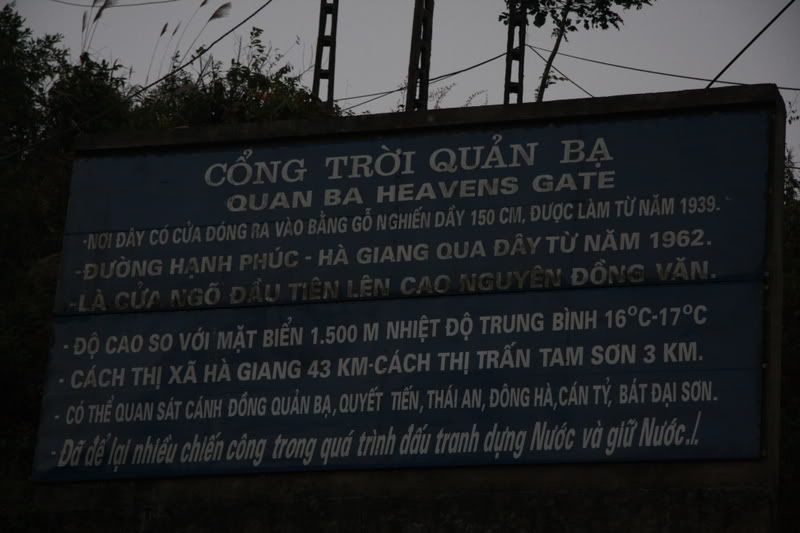 CỔNG TRỜI QUẢN BẠ
QUAN BA HEAVENS GATE
-NƠI ĐÂY CÓ CỬA ĐÓNG RA VÀO BẰNG GỖ NGHIẾN DẦY 150 CM, ĐƯỢC LÀM TỪ NĂM 1939.
-ĐƯỜNG HẠNH PHÚC - HÀ GIANG QUA ĐÂY TỪ NĂM 1962.
-LÀ CỬA NGÕ ĐẦU TIÊN LÊN CAO NGUYÊN ĐỒNG VĂN.
- ĐỘ CAO SO VỚI MẶT BIỂN 1.500 M NHIỆT ĐỘ TRUNG BÌNH 16°C-17°C
- CÁCH THỊ XÃ HÀ GIANG 43 KM-CÁCH THỊ TRẤN TAM SƠN 3 KM.
- CÓ THỂ QUAN SÁT CÁNH ĐỒNG QUẢN BẠ, QUYẾT TIẾN, THÁI AN, ĐÔNG HÀ, CÁN TỶ, BÁT ĐẠI SƠN.
- Đã để lại nhiều chiến công trong quá trình đấu tranh dựng Nước và giữ Nước./.